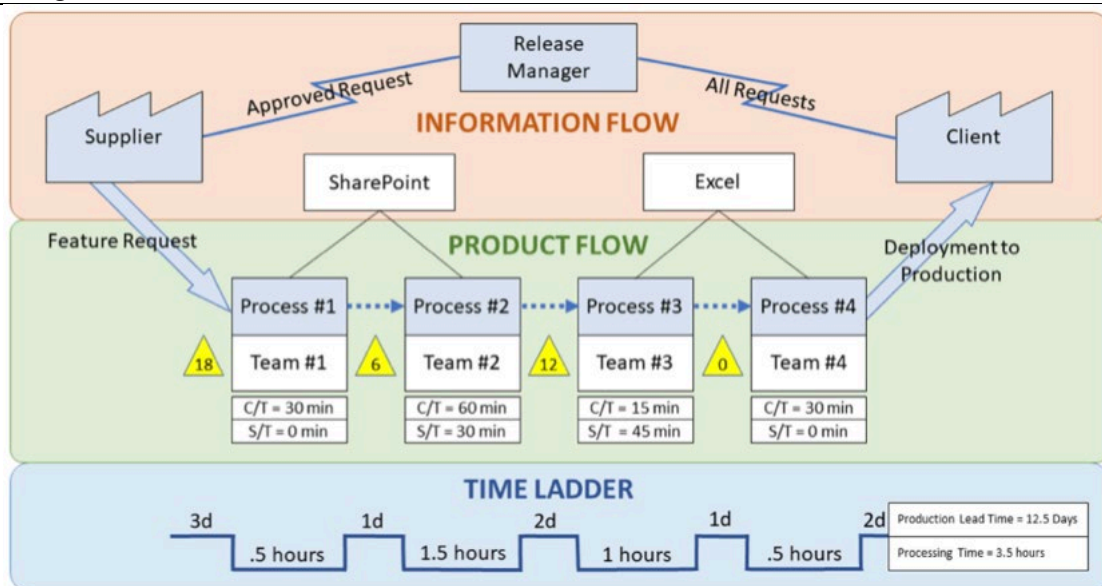 Release
Manager
Approved Request
All Requests
INFORMATION FLOW
Supplier
Client
SharePoint
Excel
Feature Request
PRODUCT FLOW
Deployment to
Production
Process #1
Process #2
Process #3
Process #4
18
Team #1
6
Team #2
12
Team #3
0
Team #4
C/T = 30 min
S/T = 0 min
C/T = 60 min
S/T = 30 min
C/T = 15 min
S/T = 45 min
C/T = 30 min
S/T = 0 min
TIME LADDER
3d
1d
2d
1d
2d
.5 hours
1.5 hours
1 hours
.5 hours
Production Lead Time = 12.5 Days
Processing Time = 3.5 hours